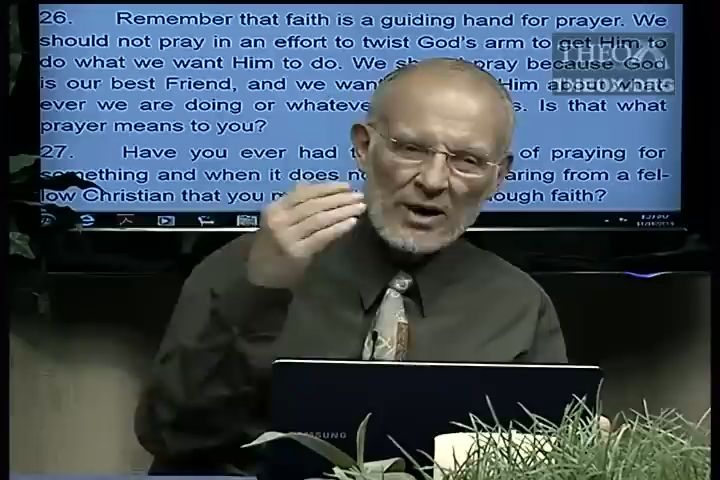 26. Remember that faith is a guiding hand for prayer. We
should not pray in an effort to twist God's arm to get Him to
do what we want Him to do. We pray because God
is our best Friend, and we Him about what
ever we are doing or Is that what
prayer means to you?
27. Have you ever had of praying for
something and when it does from a fel-
low Christian that you faith?
THEO
SAMSUNG